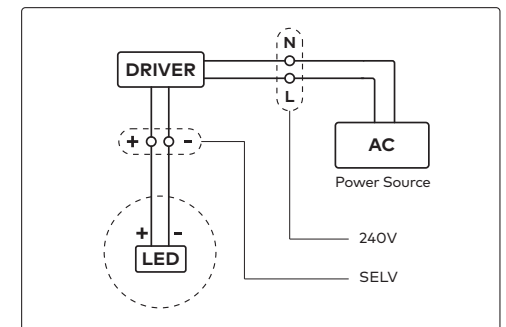 N
DRIVER
L
AC
+ -
Power Source
+ -
240V
LED
SELV